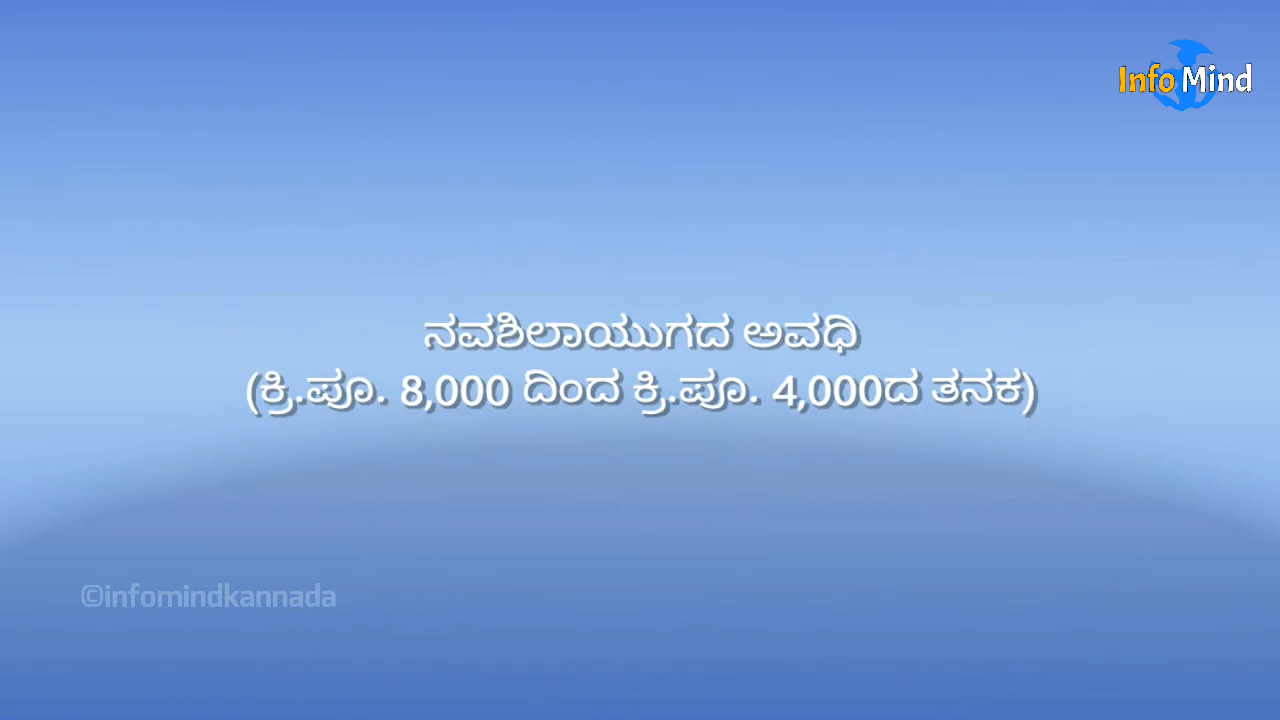 Info Mind
ನವಶಿಲಾಯುಗದ ಅವಧಿ
(ಕ್ರಿ.ಪೂ. 8,000 ದಿಂದ ಕ್ರಿ.ಪೂ. 4,000ದ ತನಕ)
©infomindkannada